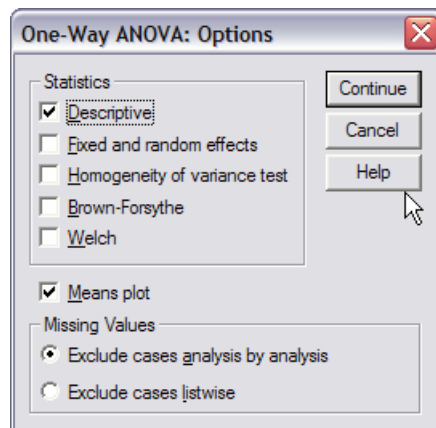 One-Way ANOVA: Options
Statistics
Descriptive
Fixed and random effects
Homogeneity of variance test
Brown-Forsythe
Welch
Continue
Cancel
Help
Means plot
Missing Values
Exclude cases analysis by analysis
Exclude cases listwise